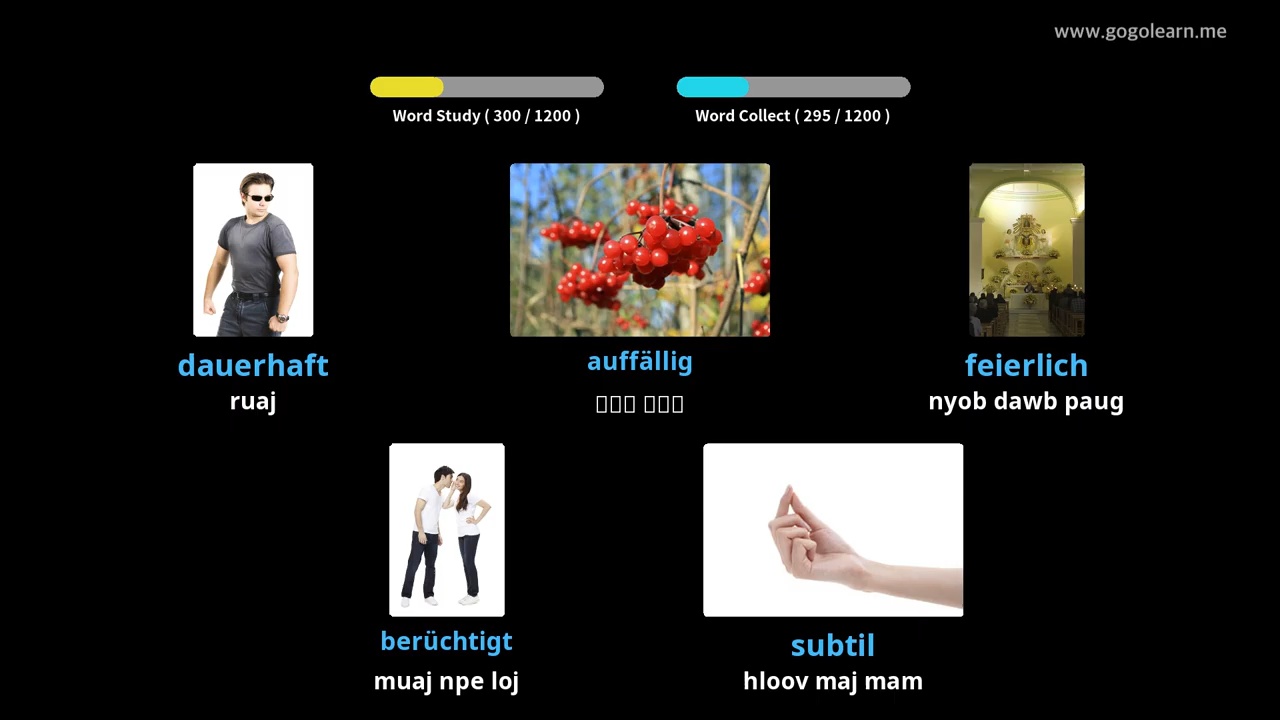 www.gogolearn.me
Word Study ( 300 / 1200 )
Word Collect ( 295 / 1200 )
dauerhaft
ruaj
auffällig
feierlich
nyob dawb paug
berüchtigt
muaj npe loj
subtil
hloov maj mam